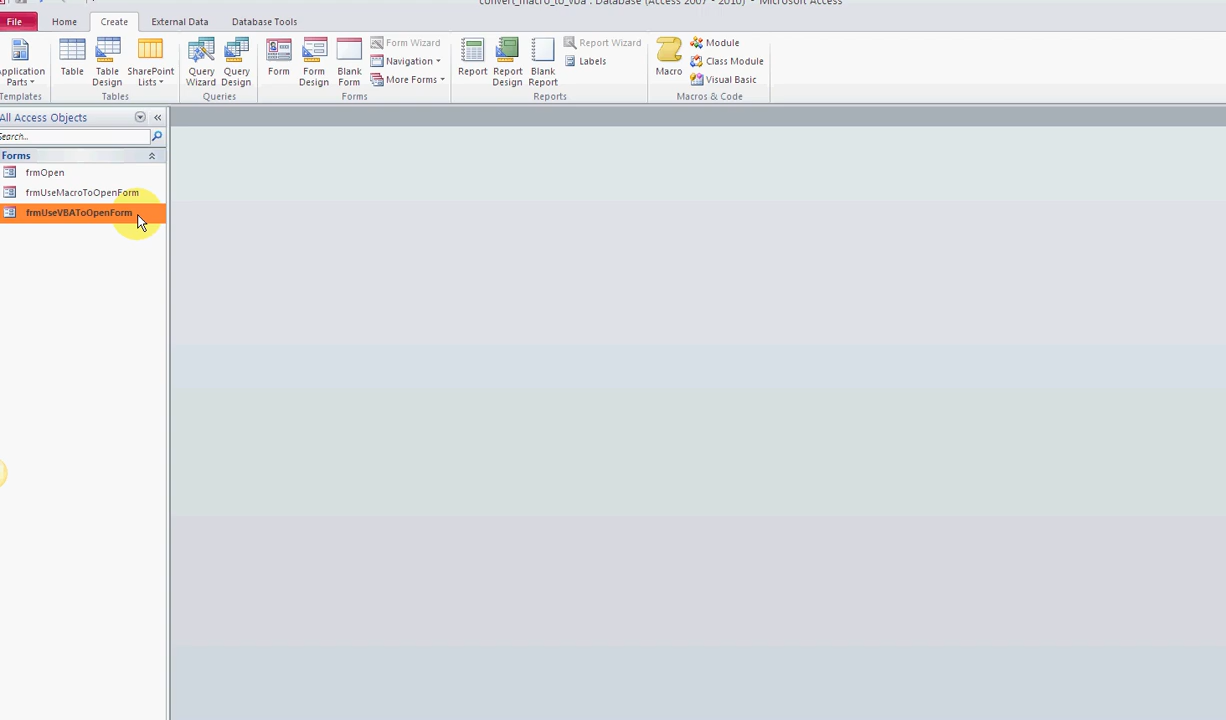 convert_macro_to_vba : Database (Access 2007 - 2010) - Microsoft Access
File Home Create External Data Database Tools
Application Parts
Templates
Table
Table Design
SharePoint Lists
Tables
Query Wizard
Query Design
Queries
Form
Form Design
Blank Form
Form Wizard
Navigation
More Forms
Forms
Report
Report Design
Blank Report
Report Wizard
Labels
Reports
Macro
Module
Class Module
Visual Basic
Macros & Code
All Access Objects
Search...
Forms
frmOpen
frmUseMacroToOpenForm
frmUseVBAToOpenForm